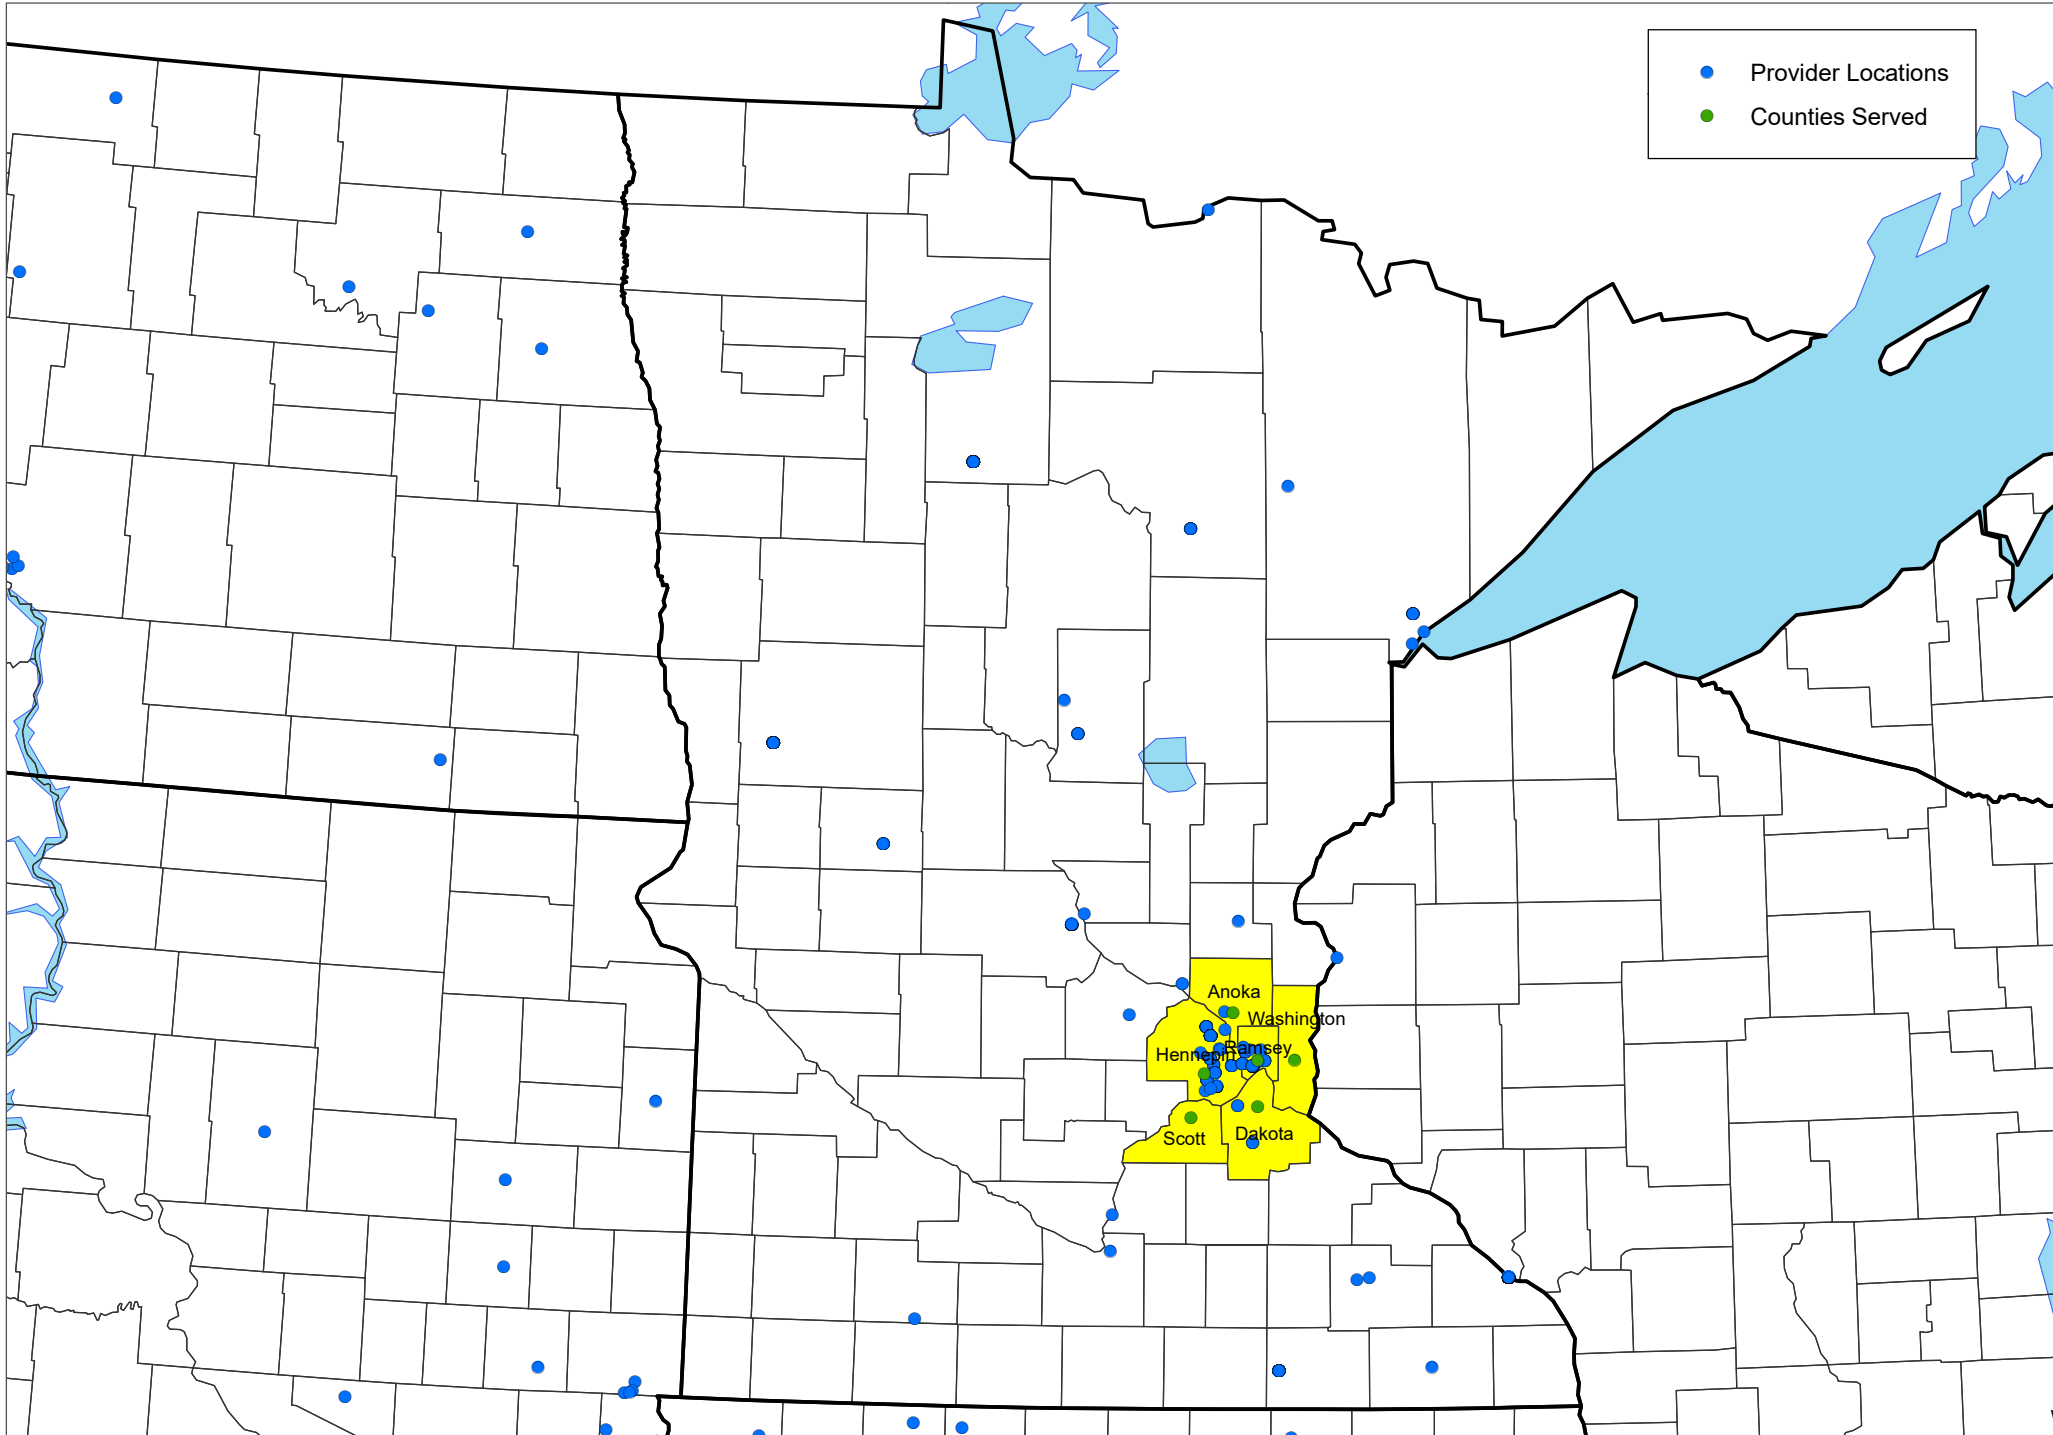 Provider Locations
Counties Served
Anoka
Washington
Ramsey
Hennepin
Dakota
Scott